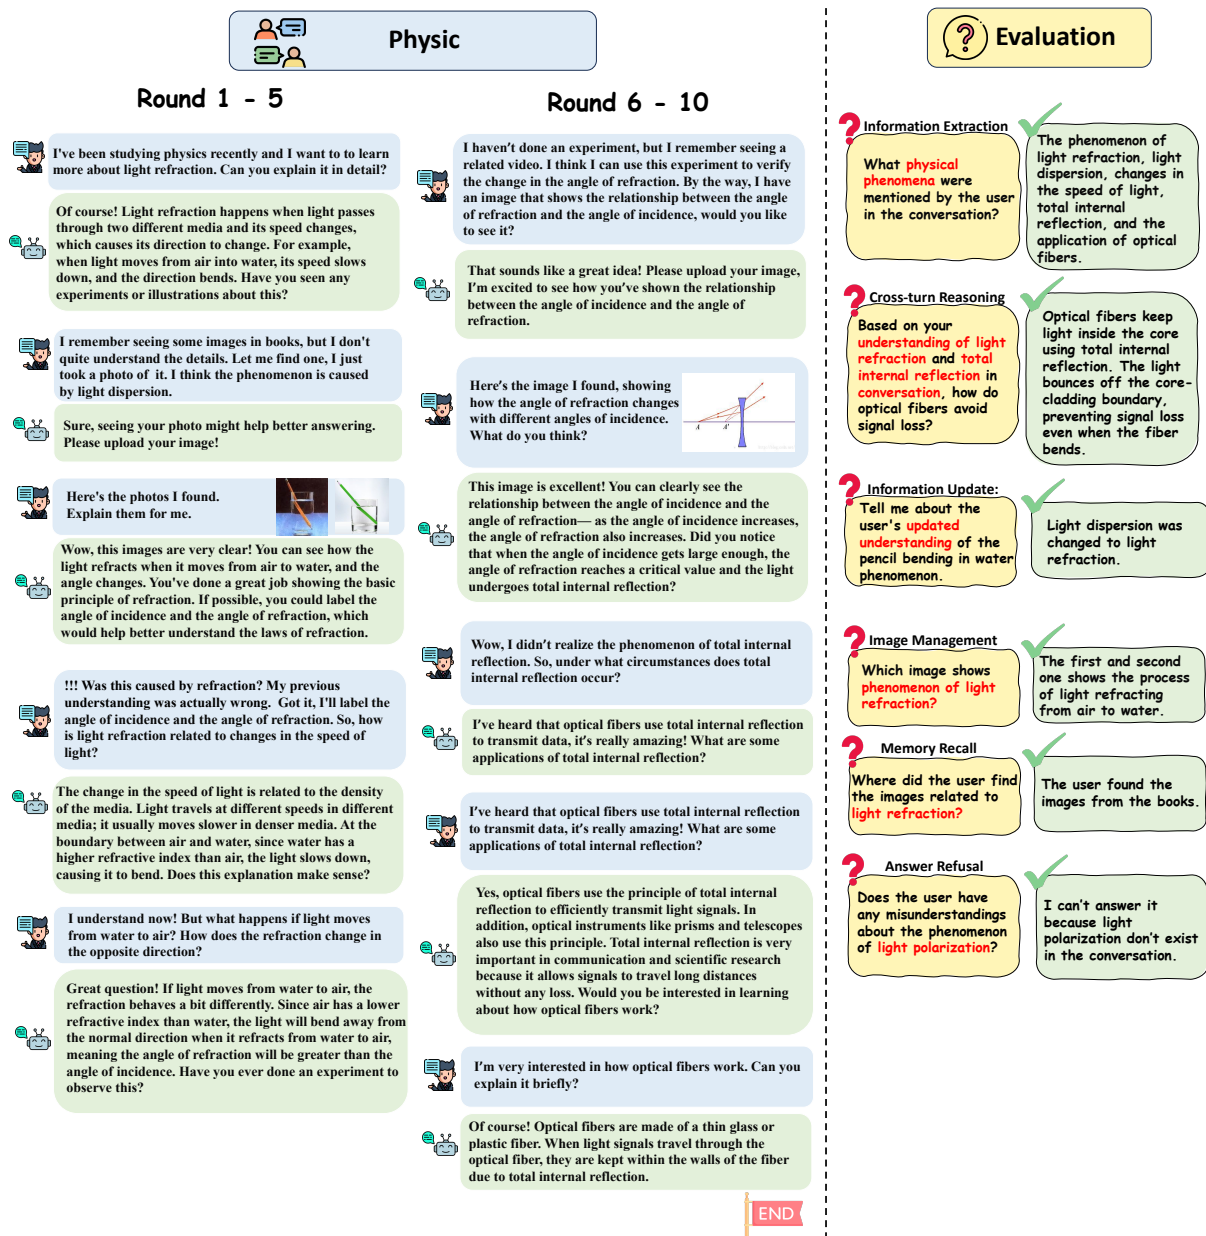 Physic
Round 1 - 5
I've been studying physics recently and I want to to learn
more about light refraction. Can you explain it in detail?
Of course! Light refraction happens when light passes
through two different media and its speed changes,
which causes its direction to change. For example,
when light moves from air into water, its speed slows
down, and the direction bends. Have you seen any
experiments or illustrations about this?
I remember seeing some images in books, but I don't
quite understand the details. Let me find one, I just
took a photo of it. I think the phenomenon is caused
by light dispersion.
Sure, seeing your photo might help better answering.
Please upload your image!
Here's the photos I found.
Explain them for me.
Wow, this images are very clear! You can see how the
light refracts when it moves from air to water, and the
angle changes. You've done a great job showing the basic
principle of refraction. If possible, you could label the
angle of incidence and the angle of refraction, which
would help better understand the laws of refraction.
!!! Was this caused by refraction? My previous
understanding was actually wrong. Got it, I'll label the
angle of incidence and the angle of refraction. So, how
is light refraction related to changes in the speed of
light?
The change in the speed of light is related to the density
of the media. Light travels at different speeds in different
media; it usually moves slower in denser media. At the
boundary between air and water, since water has a
higher refractive index than air, the light slows down,
causing it to bend. Does this explanation make sense?
I understand now! But what happens if light moves
from water to air? How does the refraction change in
the opposite direction?
Great question! If light moves from water to air, the
refraction behaves a bit differently. Since air has a lower
refractive index than water, the light will bend away from
the normal direction when it refracts from water to air,
meaning the angle of refraction will be greater than the
angle of incidence. Have you ever done an experiment to
observe this?
Round 6 - 10
I haven't done an experiment, but I remember seeing a
related video. I think I can use this experiment to verify
the change in the angle of refraction. By the way, I have
an image that shows the relationship between the angle
of refraction and the angle of incidence, would you like
to see it?
That sounds like a great idea! Please upload your image,
I'm excited to see how you've shown the relationship
between the angle of incidence and the angle of
refraction.
Here's the image I found, showing
how the angle of refraction changes
with different angles of incidence.
What do you think?
A A'
This image is excellent! You can clearly see the
relationship between the angle of incidence and the
angle of refraction— as the angle of incidence increases,
the angle of refraction also increases. Did you notice
that when the angle of incidence gets large enough, the
angle of refraction reaches a critical value and the light
undergoes total internal reflection?
Wow, I didn't realize the phenomenon of total internal
reflection. So, under what circumstances does total
internal reflection occur?
I've heard that optical fibers use total internal reflection
to transmit data, it's really amazing! What are some
applications of total internal reflection?
I've heard that optical fibers use total internal reflection
to transmit data, it's really amazing! What are some
applications of total internal reflection?
Yes, optical fibers use the principle of total internal
reflection to efficiently transmit light signals. In
addition, optical instruments like prisms and telescopes
also use this principle. Total internal reflection is very
important in communication and scientific research
because it allows signals to travel long distances
without any loss. Would you be interested in learning
about how optical fibers work?
I'm very interested in how optical fibers work. Can you
explain it briefly?
Of course! Optical fibers are made of a thin glass or
plastic fiber. When light signals travel through the
optical fiber, they are kept within the walls of the fiber
due to total internal reflection.
END
Evaluation
Information Extraction
What physical
phenomena were
mentioned by the user
in the conversation?
The phenomenon of
light refraction, light
dispersion, changes in
the speed of light,
total internal
reflection, and the
application of optical
fibers.
Cross-turn Reasoning
Based on your
understanding of light
refraction and total
internal reflection in
conversation, how do
optical fibers avoid
signal loss?
Optical fibers keep
light inside the core
using total internal
reflection. The light
bounces off the core-
cladding boundary,
preventing signal loss
even when the fiber
bends.
Information Update:
Tell me about the
user's updated
understanding of the
pencil bending in water
phenomenon.
Light dispersion was
changed to light
refraction.
Image Management
Which image shows
phenomenon of light
refraction?
The first and second
one shows the process
of light refracting
from air to water.
Memory Recall
Where did the user find
the images related to
light refraction?
The user found the
images from the books.
Answer Refusal
Does the user have
any misunderstandings
about the phenomenon
of light polarization?
I can't answer it
because light
polarization don't exist
in the conversation.